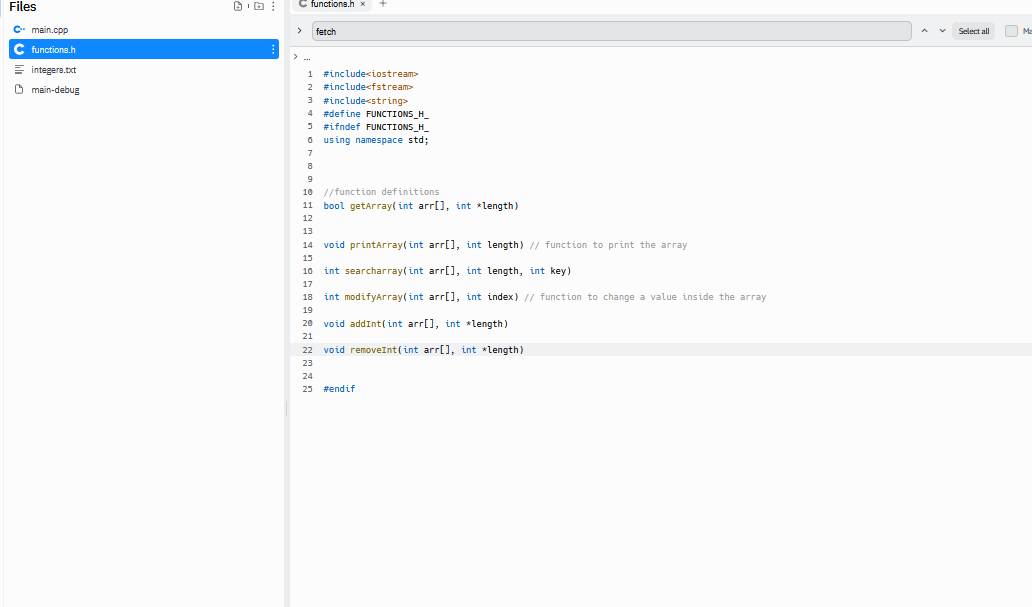 Files
main.cpp
functions.h
integers.txt
main-debug
functions.h × +
fetch
Select all
...
1 #include<iostream>
2 #include<fstream>
3 #include<string>
4 #define FUNCTIONS_H_
5 #ifndef FUNCTIONS_H_
6 using namespace std;
7
8
9
10 //function definitions
11 bool getArray(int arr[], int *length)
12
13
14 void printArray(int arr[], int length) // function to print the array
15
16 int searcharray(int arr[], int length, int key)
17
18 int modifyArray(int arr[], int index) // function to change a value inside the array
19
20 void addInt(int arr[], int *length)
21
22 void removeInt(int arr[], int *length)
23
24
25 #endif